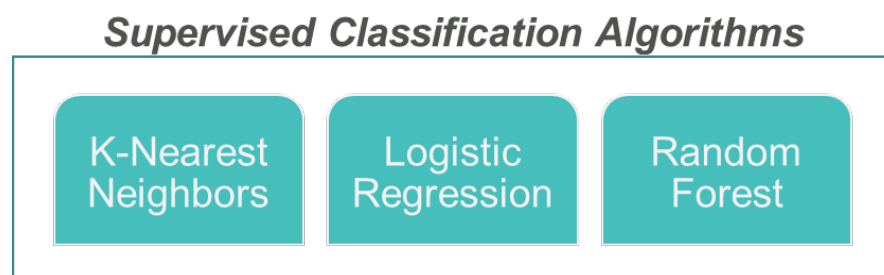 Supervised Classification Algorithms
K-Nearest
Neighbors
Logistic
Regression
Random
Forest